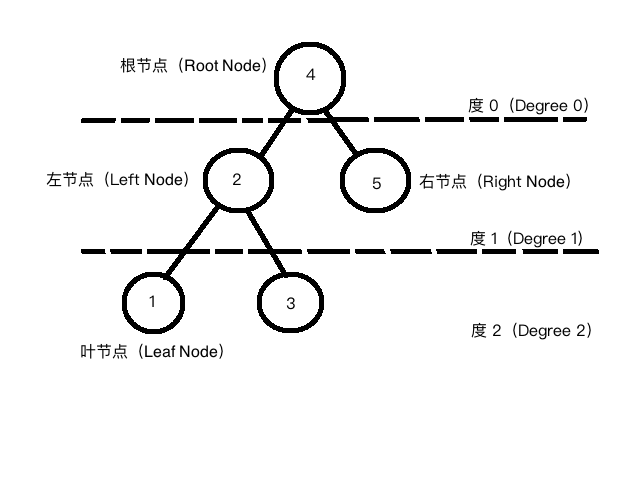 根节点（Root Node）
4
度 0（Degree 0）
左节点（Left Node）
2
5
右节点（Right Node）
度 1（Degree 1）
1
3
度 2（Degree 2）
叶节点（Leaf Node）